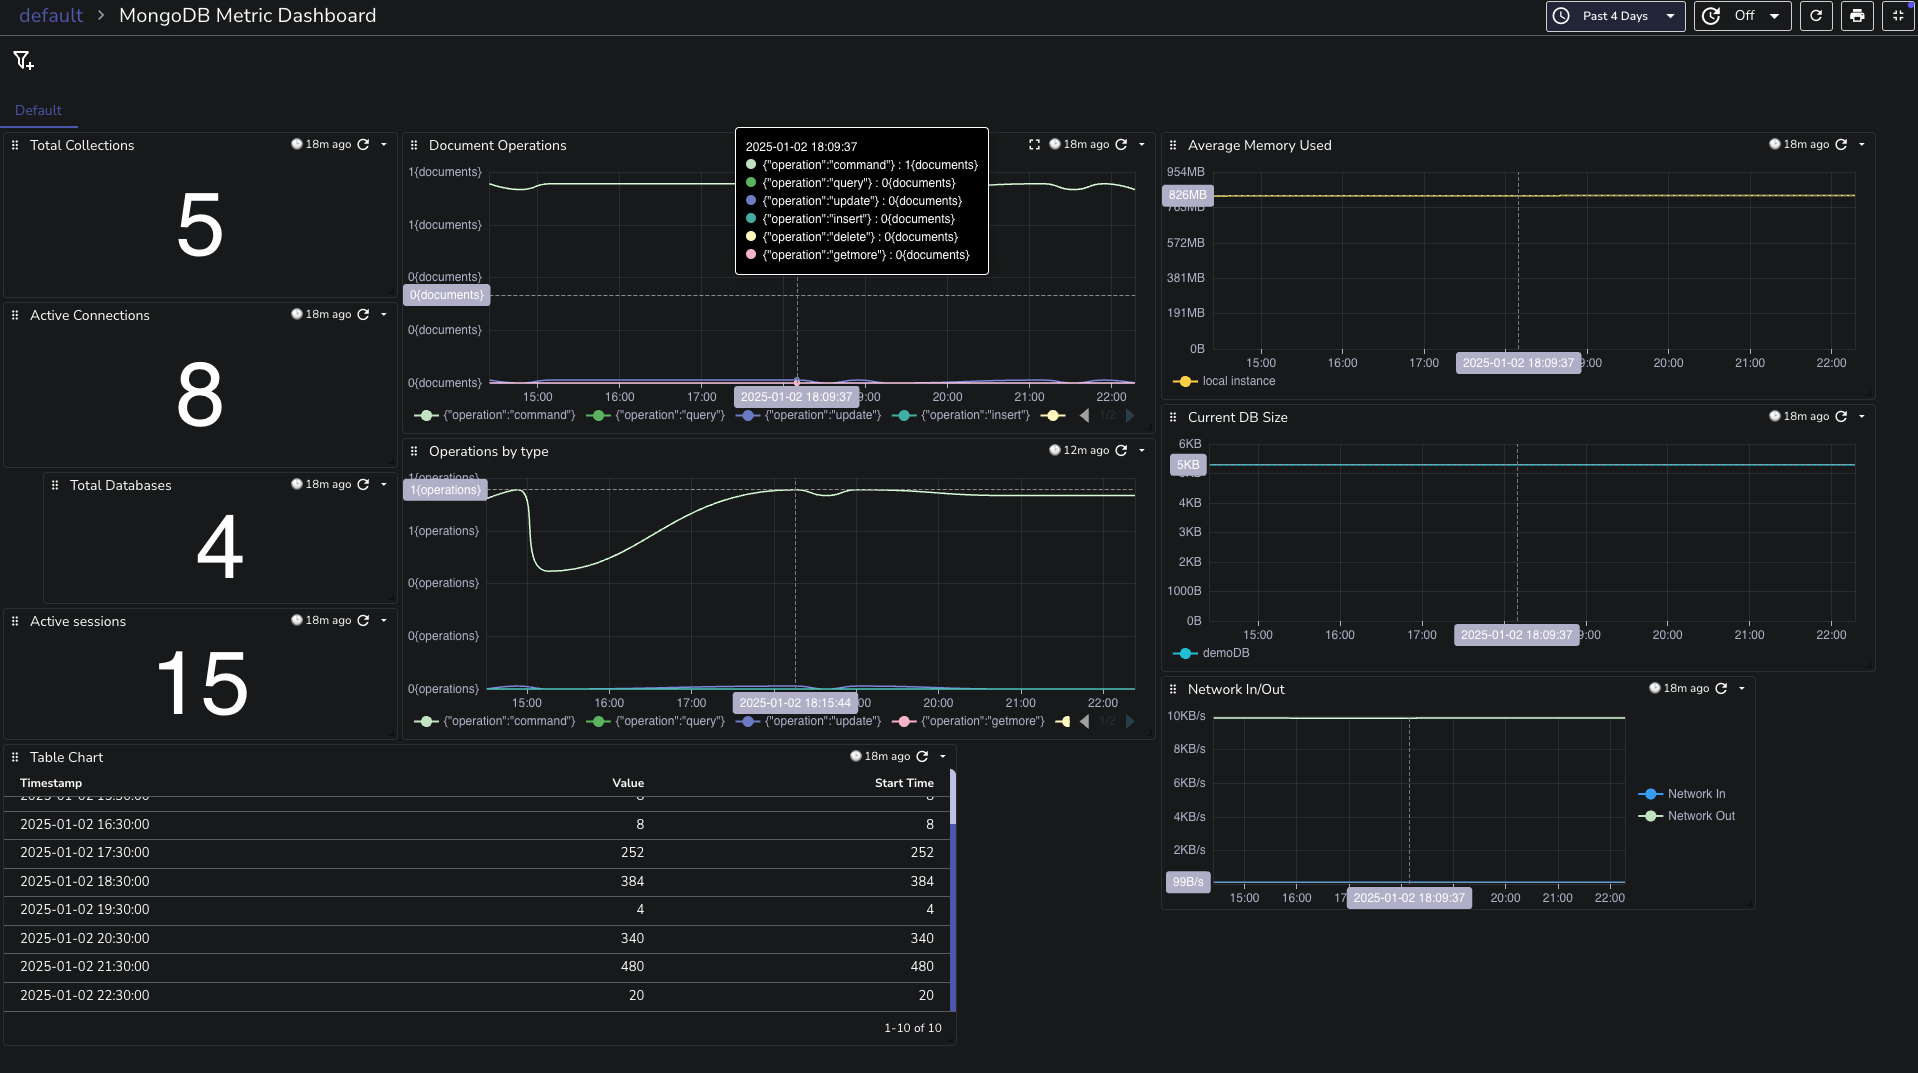 default > MongoDB Metric Dashboard
Past 4 Days
Off
Default
Total Collections
18m ago
5
Active Connections
18m ago
8
Total Databases
18m ago
4
Active sessions
18m ago
15
Document Operations
18m ago
1{documents}
1{documents}
0{documents}
0{documents}
0{documents}
0{documents}
2025-01-02 18:09:37
{"operation":"command"} : 1{documents}
{"operation":"query"} : 0{documents}
{"operation":"update"} : 0{documents}
{"operation":"insert"} : 0{documents}
{"operation":"delete"} : 0{documents}
{"operation":"getmore"} : 0{documents}
15:00 16:00 17:00 2025-01-02 18:09:37 9:00 20:00 21:00 22:00
{"operation":"command"} {"operation":"query"} {"operation":"update"} {"operation":"insert"} 1/2
Operations by type
12m ago
1{operations}
1{operations}
1{operations}
0{operations}
0{operations}
0{operations}
15:00 16:00 17:00 2025-01-02 18:15:44 00 20:00 21:00 22:00
{"operation":"command"} {"operation":"query"} {"operation":"update"} {"operation":"getmore"} 1/2
Average Memory Used
18m ago
954MB
826MB
763MB
572MB
381MB
191MB
0B
15:00 16:00 17:00 2025-01-02 18:09:37 9:00 20:00 21:00 22:00
local instance
Current DB Size
18m ago
6KB
5KB
4KB
3KB
2KB
1000B
0B
15:00 16:00 17:00 2025-01-02 18:09:37 9:00 20:00 21:00 22:00
demoDB
Network In/Out
18m ago
10KB/s
8KB/s
6KB/s
4KB/s
2KB/s
99B/s
15:00 16:00 17 2025-01-02 18:09:37 20:00 21:00 22:00
Network In
Network Out
Table Chart
18m ago
Timestamp Value Start Time
2025-01-02 15:30:00 8 8
2025-01-02 16:30:00 8 8
2025-01-02 17:30:00 252 252
2025-01-02 18:30:00 384 384
2025-01-02 19:30:00 4 4
2025-01-02 20:30:00 340 340
2025-01-02 21:30:00 480 480
2025-01-02 22:30:00 20 20
1-10 of 10